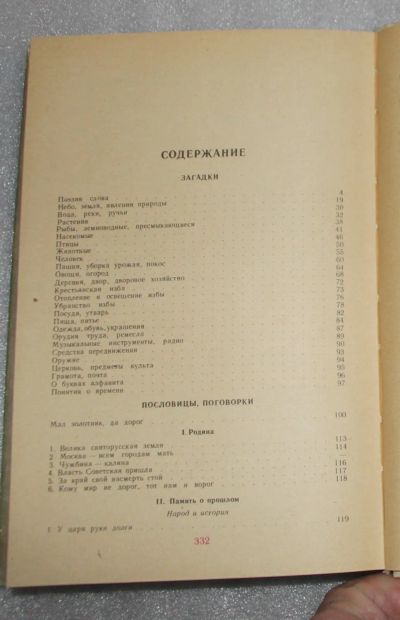 СОДЕРЖАНИЕ
ЗАГАДКИ
Поэзия слова 4
Небо, земля, явления природы 19
Вода, реки, ручьи 30
Растения 32
Рыбы, земноводные, пресмыкающиеся 38
Насекомые 41
Птицы 46
Животные 50
Человек 55
Пашня, уборка урожая, покос 60
Овощи, огород 64
Деревня, двор, дворовое хозяйство 68
Крестьянская изба 72
Отопление и освещение избы 73
Убранство избы 76
Посуда, утварь 78
Пища, питье 82
Одежда, обувь, украшения 84
Орудия труда, ремесла 87
Музыкальные инструменты, радио 89
Средства передвижения 90
Оружие 93
Церковь, предметы культа 94
Грамота, почта 95
О буквах алфавита 96
Понятия о времени 97
ПОСЛОВИЦЫ, ПОГОВОРКИ
Мал золотник, да дорог 100
I. Родина
1. Велика святорусская земля 113
2. Москва — всем городам мать 114
3. Чужбина — калина —
4. Власть Советская пришла 116
5. За край свой насмерть стой 117
6. Кому мир не дорог, тот нам и ворог 118
II. Память о прошлом
Народ и история
1. У царя руки долги 119
332